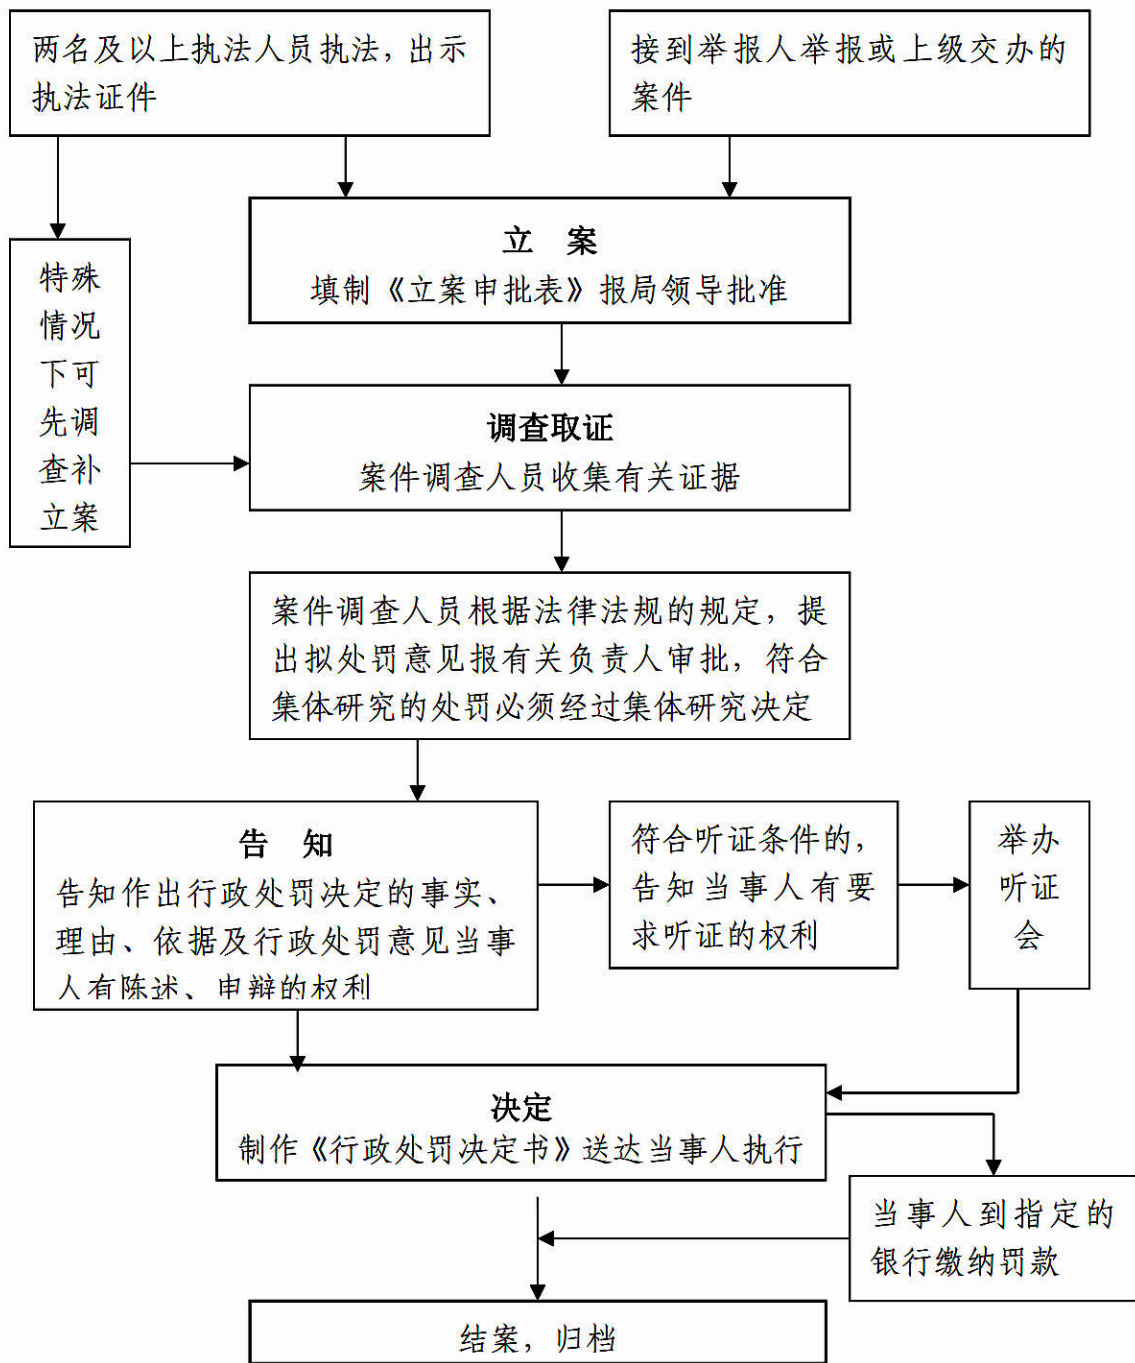 两名及以上执法人员执法，出示
执法证件
接到举报人举报或上级交办的
案件
立　案
填制《立案申批表》报局领导批准
特殊
情况
下可
先调
查补
立案
调查取证
案件调查人员收集有关证据
案件调查人员根据法律法规的规定，提
出拟处罚意见报有关负责人审批，符合
集体研究的处罚必须经过集体研究决定
告　知
告知作出行政处罚决定的事实、
理由、依据及行政处罚意见当事
人有陈述、申辩的权利
符合听证条件的，
告知当事人有要
求听证的权利
举办
听证
会
决定
制作《行政处罚决定书》送达当事人执行
当事人到指定的
银行缴纳罚款
结案，归档